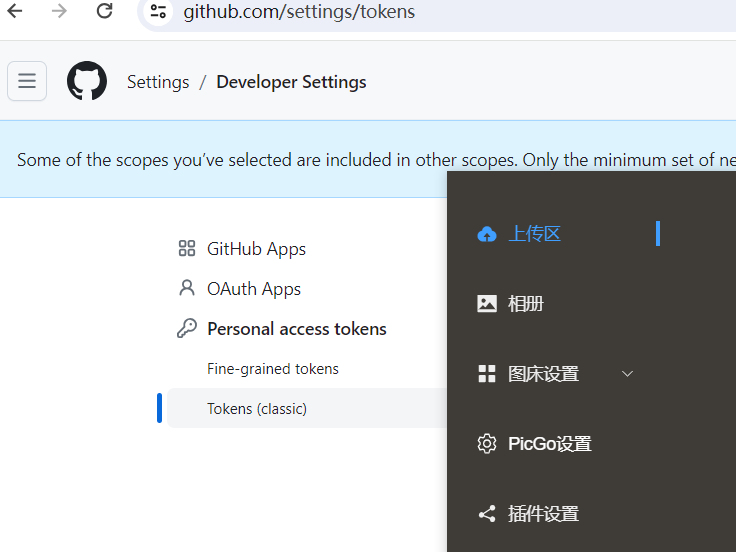 github.com/settings/tokens
Settings / Developer Settings
Some of the scopes you’ve selected are included in other scopes. Only the minimum set of ne
GitHub Apps
OAuth Apps
Personal access tokens
Fine-grained tokens
Tokens (classic)
上传区
相册
图床设置
PicGo设置
插件设置